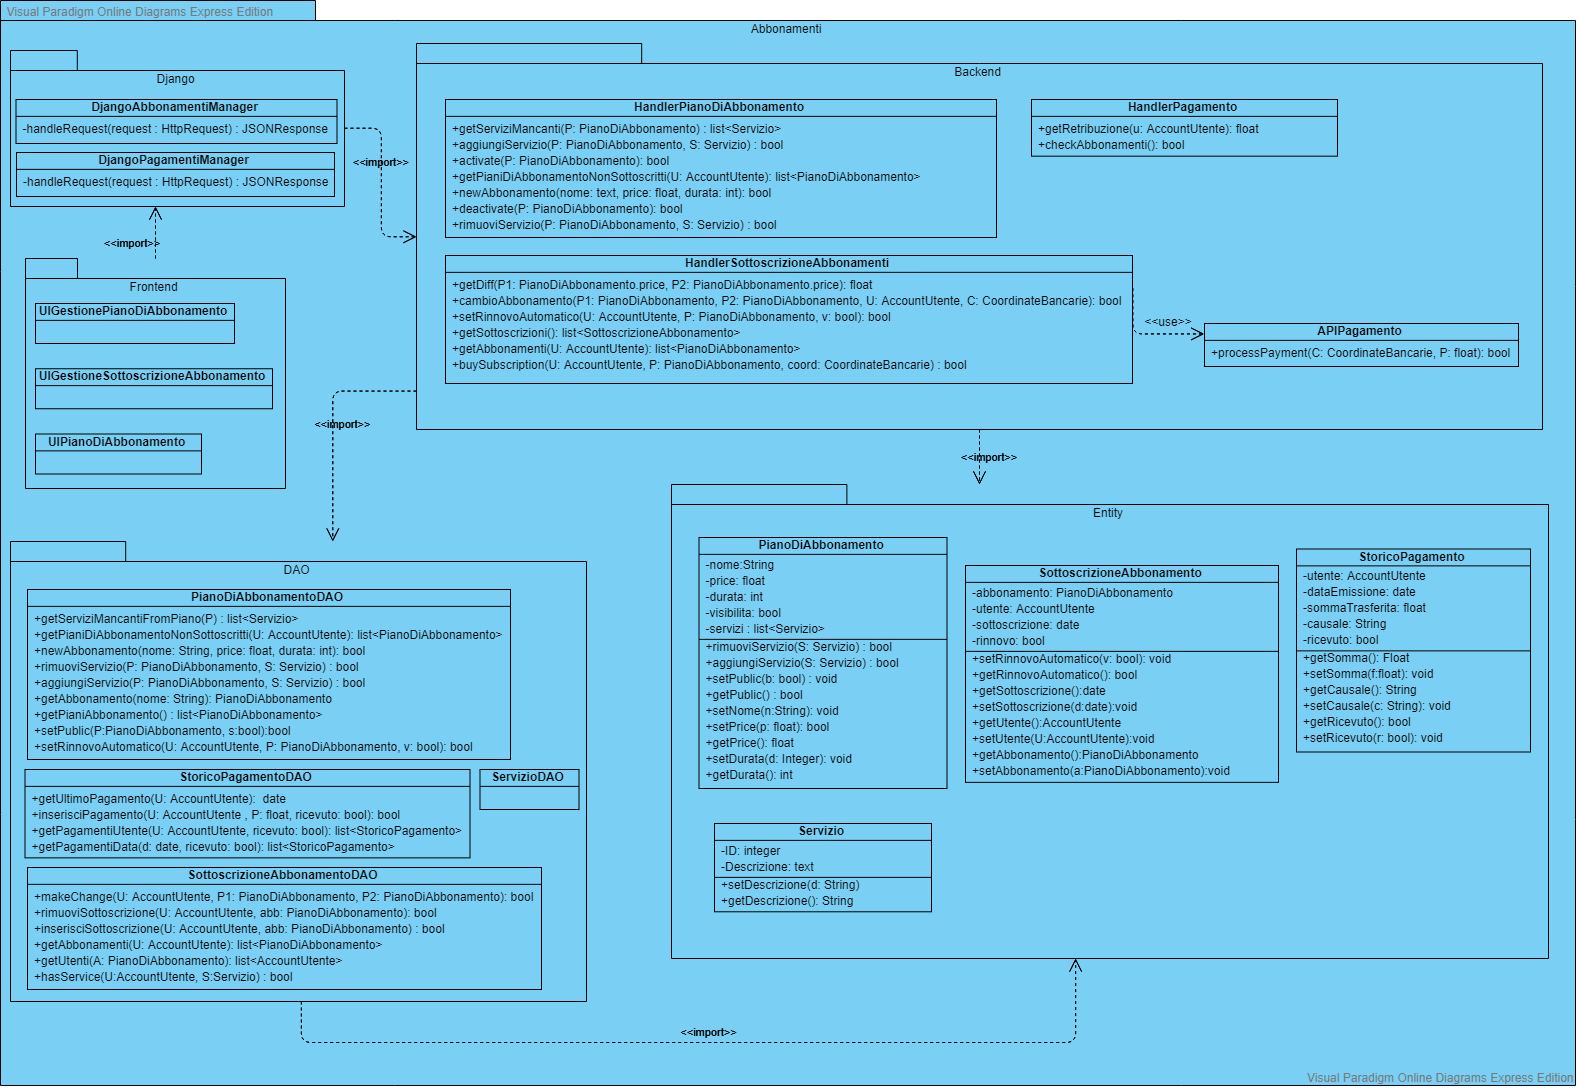 Visual Paradigm Online Diagrams Express Edition
Abbonamenti
Django
DjangoAbbonamentiManager
-handleRequest(request : HttpRequest) : JSONResponse
DjangoPagamentiManager
-handleRequest(request : HttpRequest) : JSONResponse
<<import>>
<<import>>
Frontend
UIGestionePianoDiAbbonamento
UIGestioneSottoscrizioneAbbonamento
UIPianoDiAbbonamento
Backend
HandlerPianoDiAbbonamento
+getServiziMancanti(P: PianoDiAbbonamento) : list<Servizio>
+aggiungiServizio(P: PianoDiAbbonamento, S: Servizio) : bool
+activate(P: PianoDiAbbonamento): bool
+getPianiDiAbbonamentoNonSottoscritti(U: AccountUtente): list<PianoDiAbbonamento>
+newAbbonamento(nome: text, price: float, durata: int): bool
+deactivate(P: PianoDiAbbonamento): bool
+rimuoviServizio(P: PianoDiAbbonamento, S: Servizio) : bool
HandlerPagamento
+getRetribuzione(u: AccountUtente): float
+checkAbbonamenti(): bool
HandlerSottoscrizioneAbbonamenti
+getDiff(P1: PianoDiAbbonamento.price, P2: PianoDiAbbonamento.price): float
+cambioAbbonamento(P1: PianoDiAbbonamento, P2: PianoDiAbbonamento, U: AccountUtente, C: CoordinateBancarie): bool
+setRinnovoAutomatico(U: AccountUtente, P: PianoDiAbbonamento, v: bool): bool
+getSottoscrizioni(): list<SottoscrizioneAbbonamento>
+getAbbonamenti(U: AccountUtente): list<PianoDiAbbonamento>
+buySubscription(U: AccountUtente, P: PianoDiAbbonamento, coord: CoordinateBancarie) : bool
<<use>>
APIPagamento
+processPayment(C: CoordinateBancarie, P: float): bool
<<import>>
<<import>>
DAO
PianoDiAbbonamentoDAO
+getServiziMancantiFromPiano(P) : list<Servizio>
+getPianiDiAbbonamentoNonSottoscritti(U: AccountUtente): list<PianoDiAbbonamento>
+newAbbonamento(nome: String, price: float, durata: int): bool
+rimuoviServizio(P: PianoDiAbbonamento, S: Servizio) : bool
+aggiungiServizio(P: PianoDiAbbonamento, S: Servizio) : bool
+getAbbonamento(nome: String): PianoDiAbbonamento
+getPianiAbbonamento() : list<PianoDiAbbonamento>
+setPublic(P:PianoDiAbbonamento, s:bool):bool
+setRinnovoAutomatico(U: AccountUtente, P: PianoDiAbbonamento, v: bool): bool
StoricoPagamentoDAO
+getUltimoPagamento(U: AccountUtente): date
+inserisciPagamento(U: AccountUtente , P: float, ricevuto: bool): bool
+getPagamentiUtente(U: AccountUtente, ricevuto: bool): list<StoricoPagamento>
+getPagamentiData(d: date, ricevuto: bool): list<StoricoPagamento>
ServizioDAO
SottoscrizioneAbbonamentoDAO
+makeChange(U: AccountUtente, P1: PianoDiAbbonamento, P2: PianoDiAbbonamento): bool
+rimuoviSottoscrizione(U: AccountUtente, abb: PianoDiAbbonamento): bool
+inserisciSottoscrizione(U: AccountUtente, abb: PianoDiAbbonamento) : bool
+getAbbonamenti(U: AccountUtente): list<PianoDiAbbonamento>
+getUtenti(A: PianoDiAbbonamento): list<AccountUtente>
+hasService(U:AccountUtente, S:Servizio) : bool
Entity
PianoDiAbbonamento
-nome:String
-price: float
-durata: int
-visibilita: bool
-servizi : list<Servizio>
+rimuoviServizio(S: Servizio) : bool
+aggiungiServizio(S: Servizio) : bool
+setPublic(b: bool) : void
+getPublic() : bool
+setNome(n:String): void
+setPrice(p: float): bool
+getPrice(): float
+setDurata(d: Integer): void
+getDurata(): int
SottoscrizioneAbbonamento
-abbonamento: PianoDiAbbonamento
-utente: AccountUtente
-sottoscrizione: date
-rinnovo: bool
+setRinnovoAutomatico(v: bool): void
+getRinnovoAutomatico(): bool
+getSottoscrizione():date
+setSottoscrizione(d:date):void
+getUtente():AccountUtente
+setUtente(U:AccountUtente):void
+getAbbonamento():PianoDiAbbonamento
+setAbbonamento(a:PianoDiAbbonamento):void
StoricoPagamento
-utente: AccountUtente
-dataEmissione: date
-sommaTrasferita: float
-causale: String
-ricevuto: bool
+getSomma(): Float
+setSomma(f:float): void
+getCausale(): String
+setCausale(c: String): void
+getRicevuto(): bool
+setRicevuto(r: bool): void
Servizio
-ID: integer
-Descrizione: text
+setDescrizione(d: String)
+getDescrizione(): String
<<import>>
Visual Paradigm Online Diagrams Express Edition